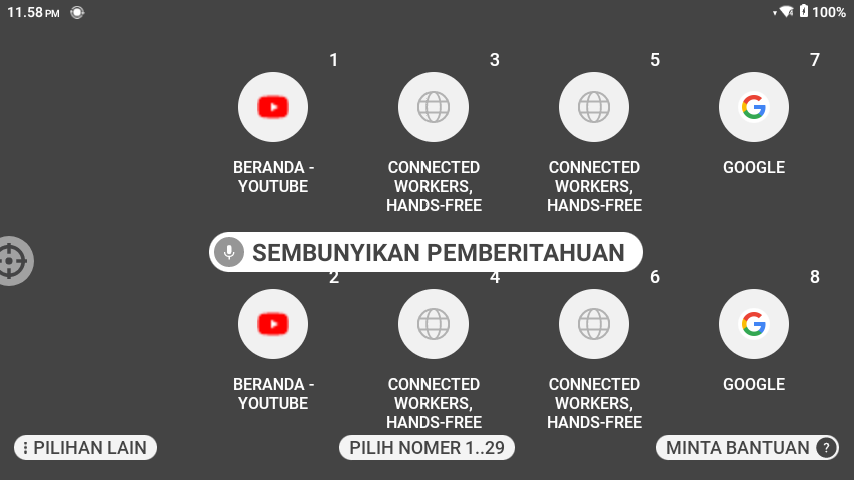 11.58 PM
100%
1
3
5
7
BERANDA -
YOUTUBE
CONNECTED
WORKERS,
HANDS-FREE
CONNECTED
WORKERS,
HANDS-FREE
GOOGLE
SEMBUNYIKAN PEMBERITAHUAN
2
4
6
8
BERANDA -
YOUTUBE
CONNECTED
WORKERS,
HANDS-FREE
CONNECTED
WORKERS,
HANDS-FREE
GOOGLE
PILIHAN LAIN
PILIH NOMER 1..29
MINTA BANTUAN ?